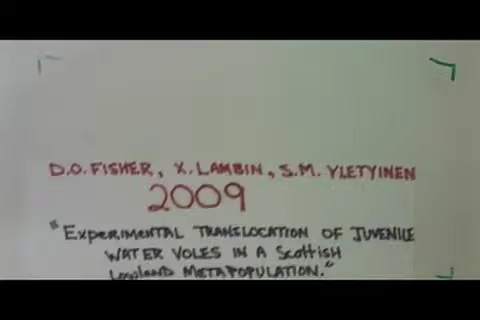 D.O. FISHER, X. LAMBIN, S.M. YLETYINEN
2009
"EXPERIMENTAL TRANSLOCATION OF JUVENILE
WATER VOLES IN A Scottish
Lowland METAPOPULATION."